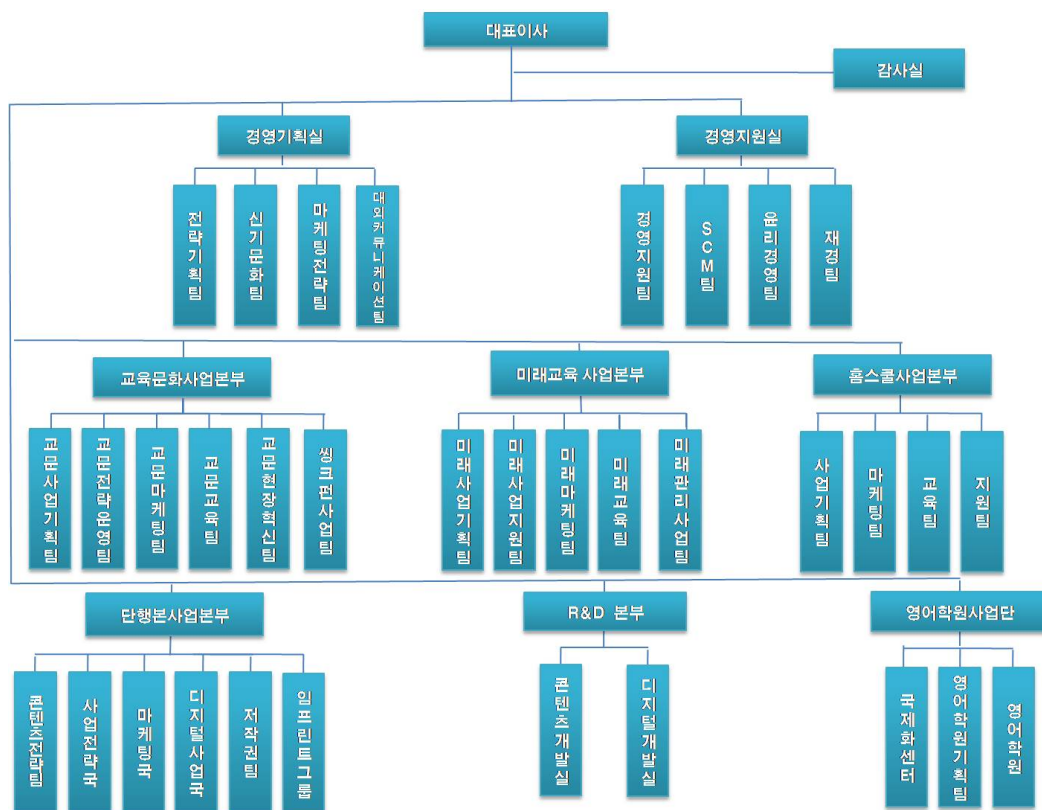 대표이사
감사실
경영기획실
경영지원실
전략기획팀
신기문화팀
마케팅전략팀
대외커뮤니케이션팀
경영지원팀
SCM팀
윤리경영팀
재경팀
교육문화사업본부
미래교육 사업본부
홈스쿨사업본부
교문사업기획팀
교문전략운영팀
교문마케팅팀
교문교육팀
교문현장혁신팀
씽크펀사업팀
미래사업기획팀
미래사업지원팀
미래마케팅팀
미래교육팀
미래관리사업팀
사업기획팀
마케팅팀
교육팀
지원팀
단행본사업본부
R&D 본부
영어학원사업단
콘텐츠전략팀
사업전략국
마케팅국
디지털사업국
저작권팀
임프린트그룹
콘텐츠개발실
디지털개발실
국제화센터
영어학원기획팀
영어학원